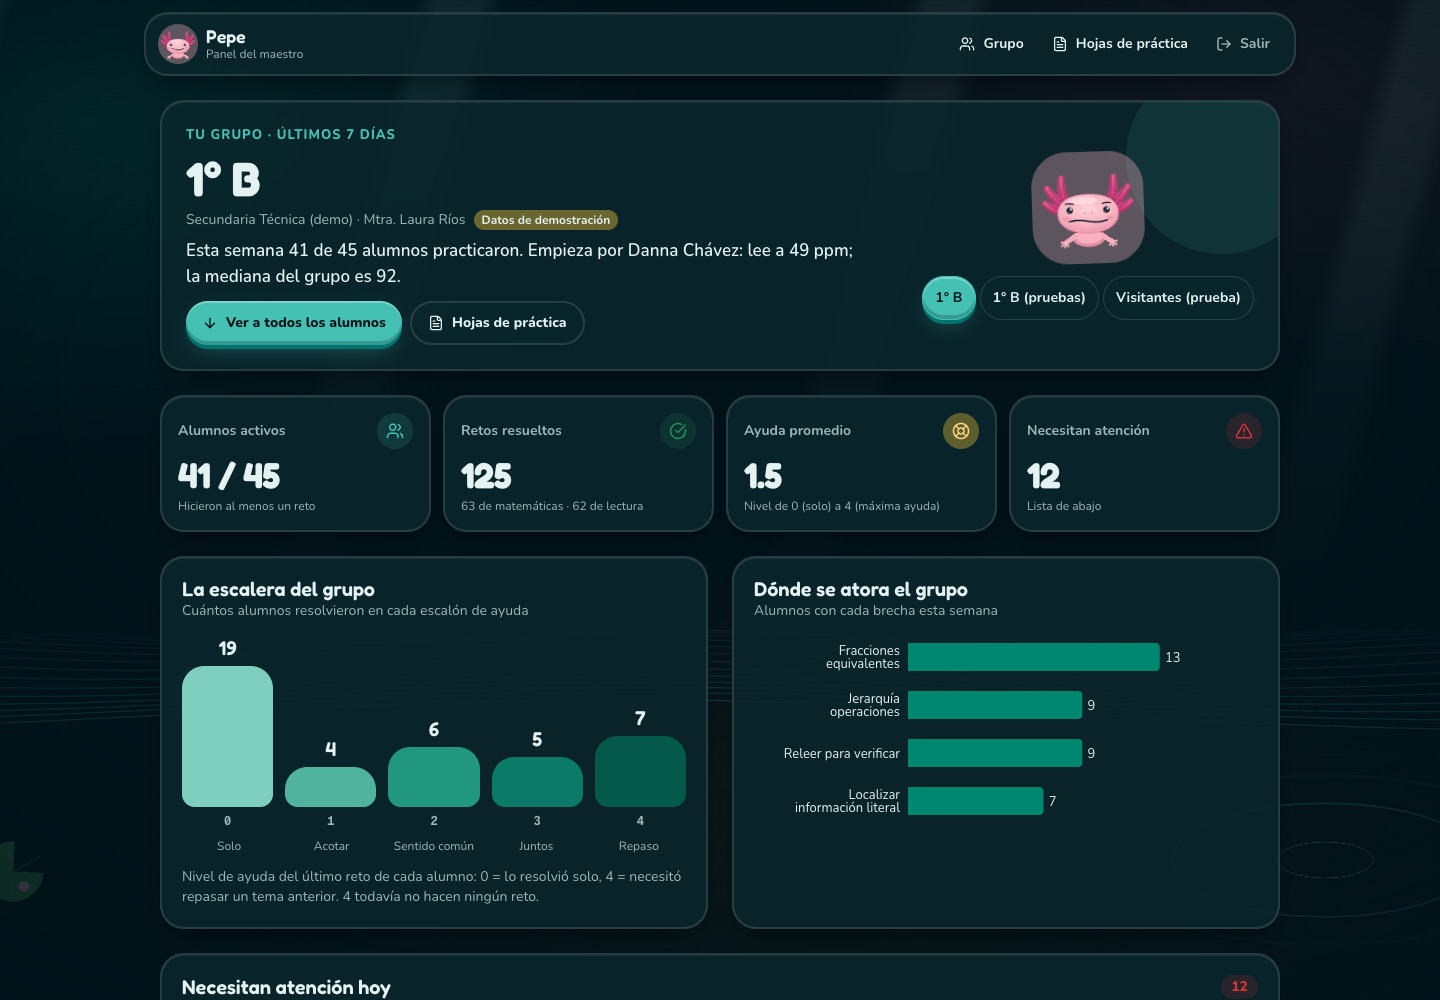 Pepe
Panel del maestro
Grupo
Hojas de práctica
Salir
TU GRUPO · ÚLTIMOS 7 DÍAS
1° B
Secundaria Técnica (demo) · Mtra. Laura Ríos
Datos de demostración
Esta semana 41 de 45 alumnos practicaron. Empieza por Danna Chávez: lee a 49 ppm;
la mediana del grupo es 92.
Ver a todos los alumnos
Hojas de práctica
1° B
1° B (pruebas)
Visitantes (prueba)
Alumnos activos
41 / 45
Hicieron al menos un reto
Retos resueltos
125
63 de matemáticas · 62 de lectura
Ayuda promedio
1.5
Nivel de 0 (solo) a 4 (máxima ayuda)
Necesitan atención
12
Lista de abajo
La escalera del grupo
Cuántos alumnos resolvieron en cada escalón de ayuda
19
4
6
5
7
0
1
2
3
4
Solo
Acotar
Sentido común
Juntos
Repaso
Nivel de ayuda del último reto de cada alumno: 0 = lo resolvió solo, 4 = necesitó
repasar un tema anterior. 4 todavía no hacen ningún reto.
Dónde se atora el grupo
Alumnos con cada brecha esta semana
Fracciones
equivalentes
13
Jerarquía
operaciones
9
Releer para verificar
9
Localizar
información literal
7
Necesitan atención hoy
12